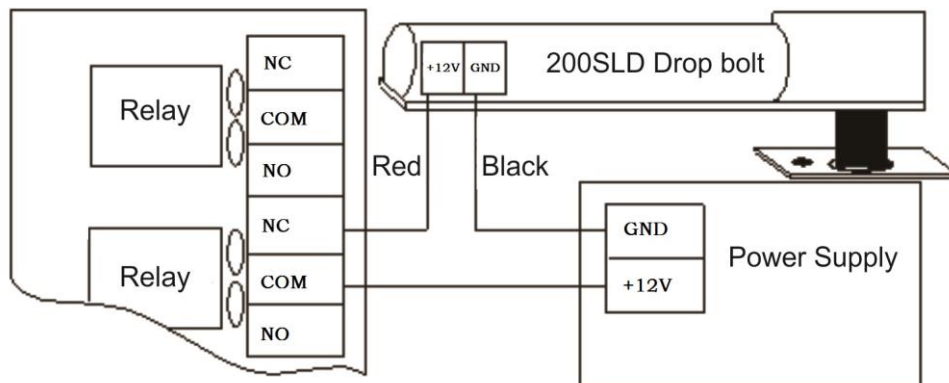 NC
+12V
GND
200SLD Drop bolt
Relay
COM
NO
Red
Black
NC
GND
Relay
COM
+12V
Power Supply
NO